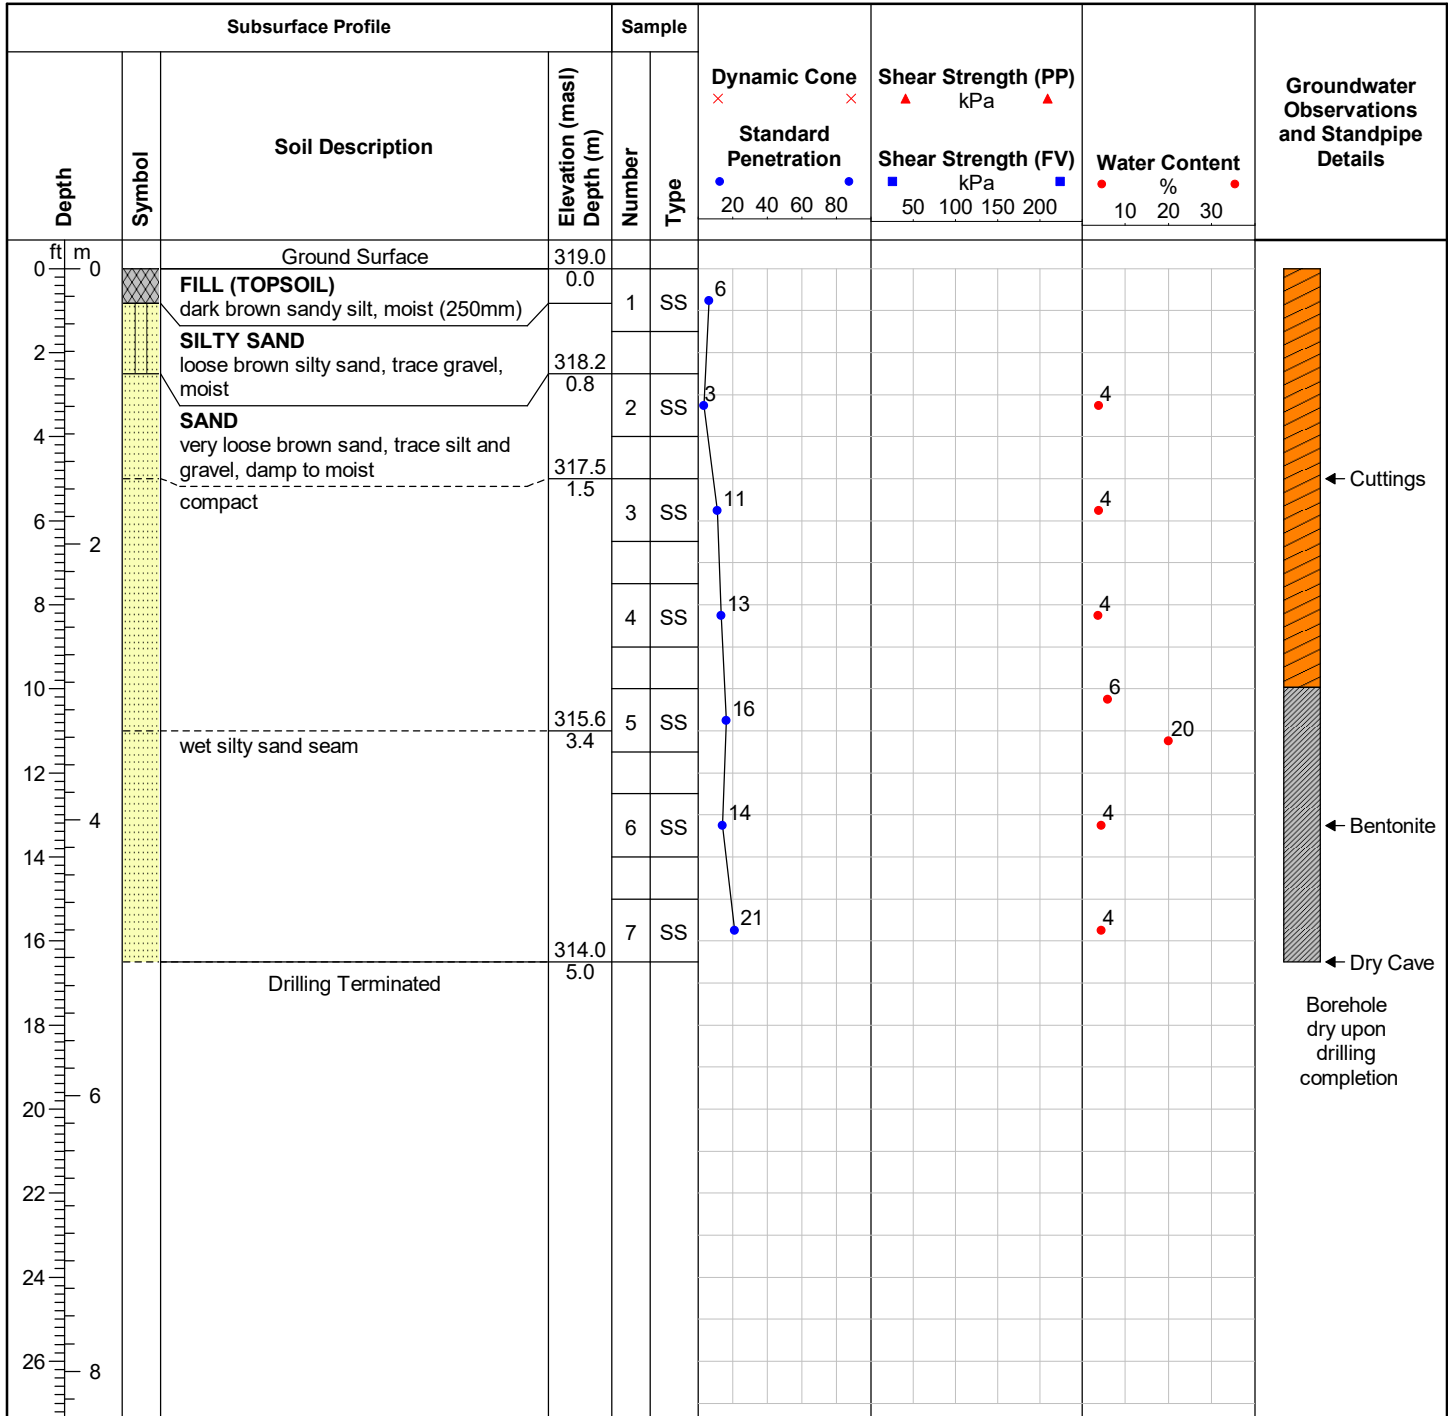 Subsurface Profile
Sample
Depth
Symbol
Soil Description
Elevation (masl)
Depth (m)
Number
Type
Dynamic Cone
Standard
Penetration
20 40 60 80
Shear Strength (PP)
kPa
Shear Strength (FV)
kPa
50 100 150 200
Water Content
%
10 20 30
Groundwater
Observations
and Standpipe
Details
ft m
0 0
2
4
6
2
8
10
12
4
14
16
18
6
20
22
24
26
8
Ground Surface
319.0
0.0
FILL (TOPSOIL)
dark brown sandy silt, moist (250mm)
SILTY SAND
loose brown silty sand, trace gravel,
moist
318.2
0.8
SAND
very loose brown sand, trace silt and
gravel, damp to moist
317.5
1.5
compact
315.6
3.4
wet silty sand seam
314.0
5.0
Drilling Terminated
1 SS
2 SS
3 SS
4 SS
5 SS
6 SS
7 SS
6
3
11
13
16
14
21
4
4
4
6
20
4
4
Cuttings
Bentonite
Dry Cave
Borehole
dry upon
drilling
completion